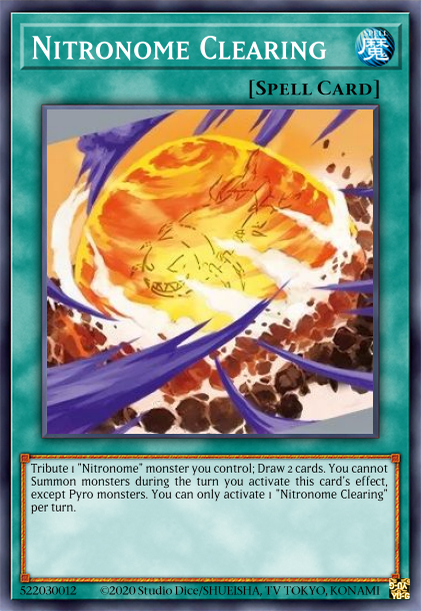 Nitronome Clearing
SPELL
魔
[Spell Card]
Tribute 1 "Nitronome" monster you control; Draw 2 cards. You cannot
Summon monsters during the turn you activate this card's effect,
except Pyro monsters. You can only activate 1 "Nitronome Clearing"
per turn.
522030012
©2020 Studio Dice/SHUEISHA, TV TOKYO, KONAMI